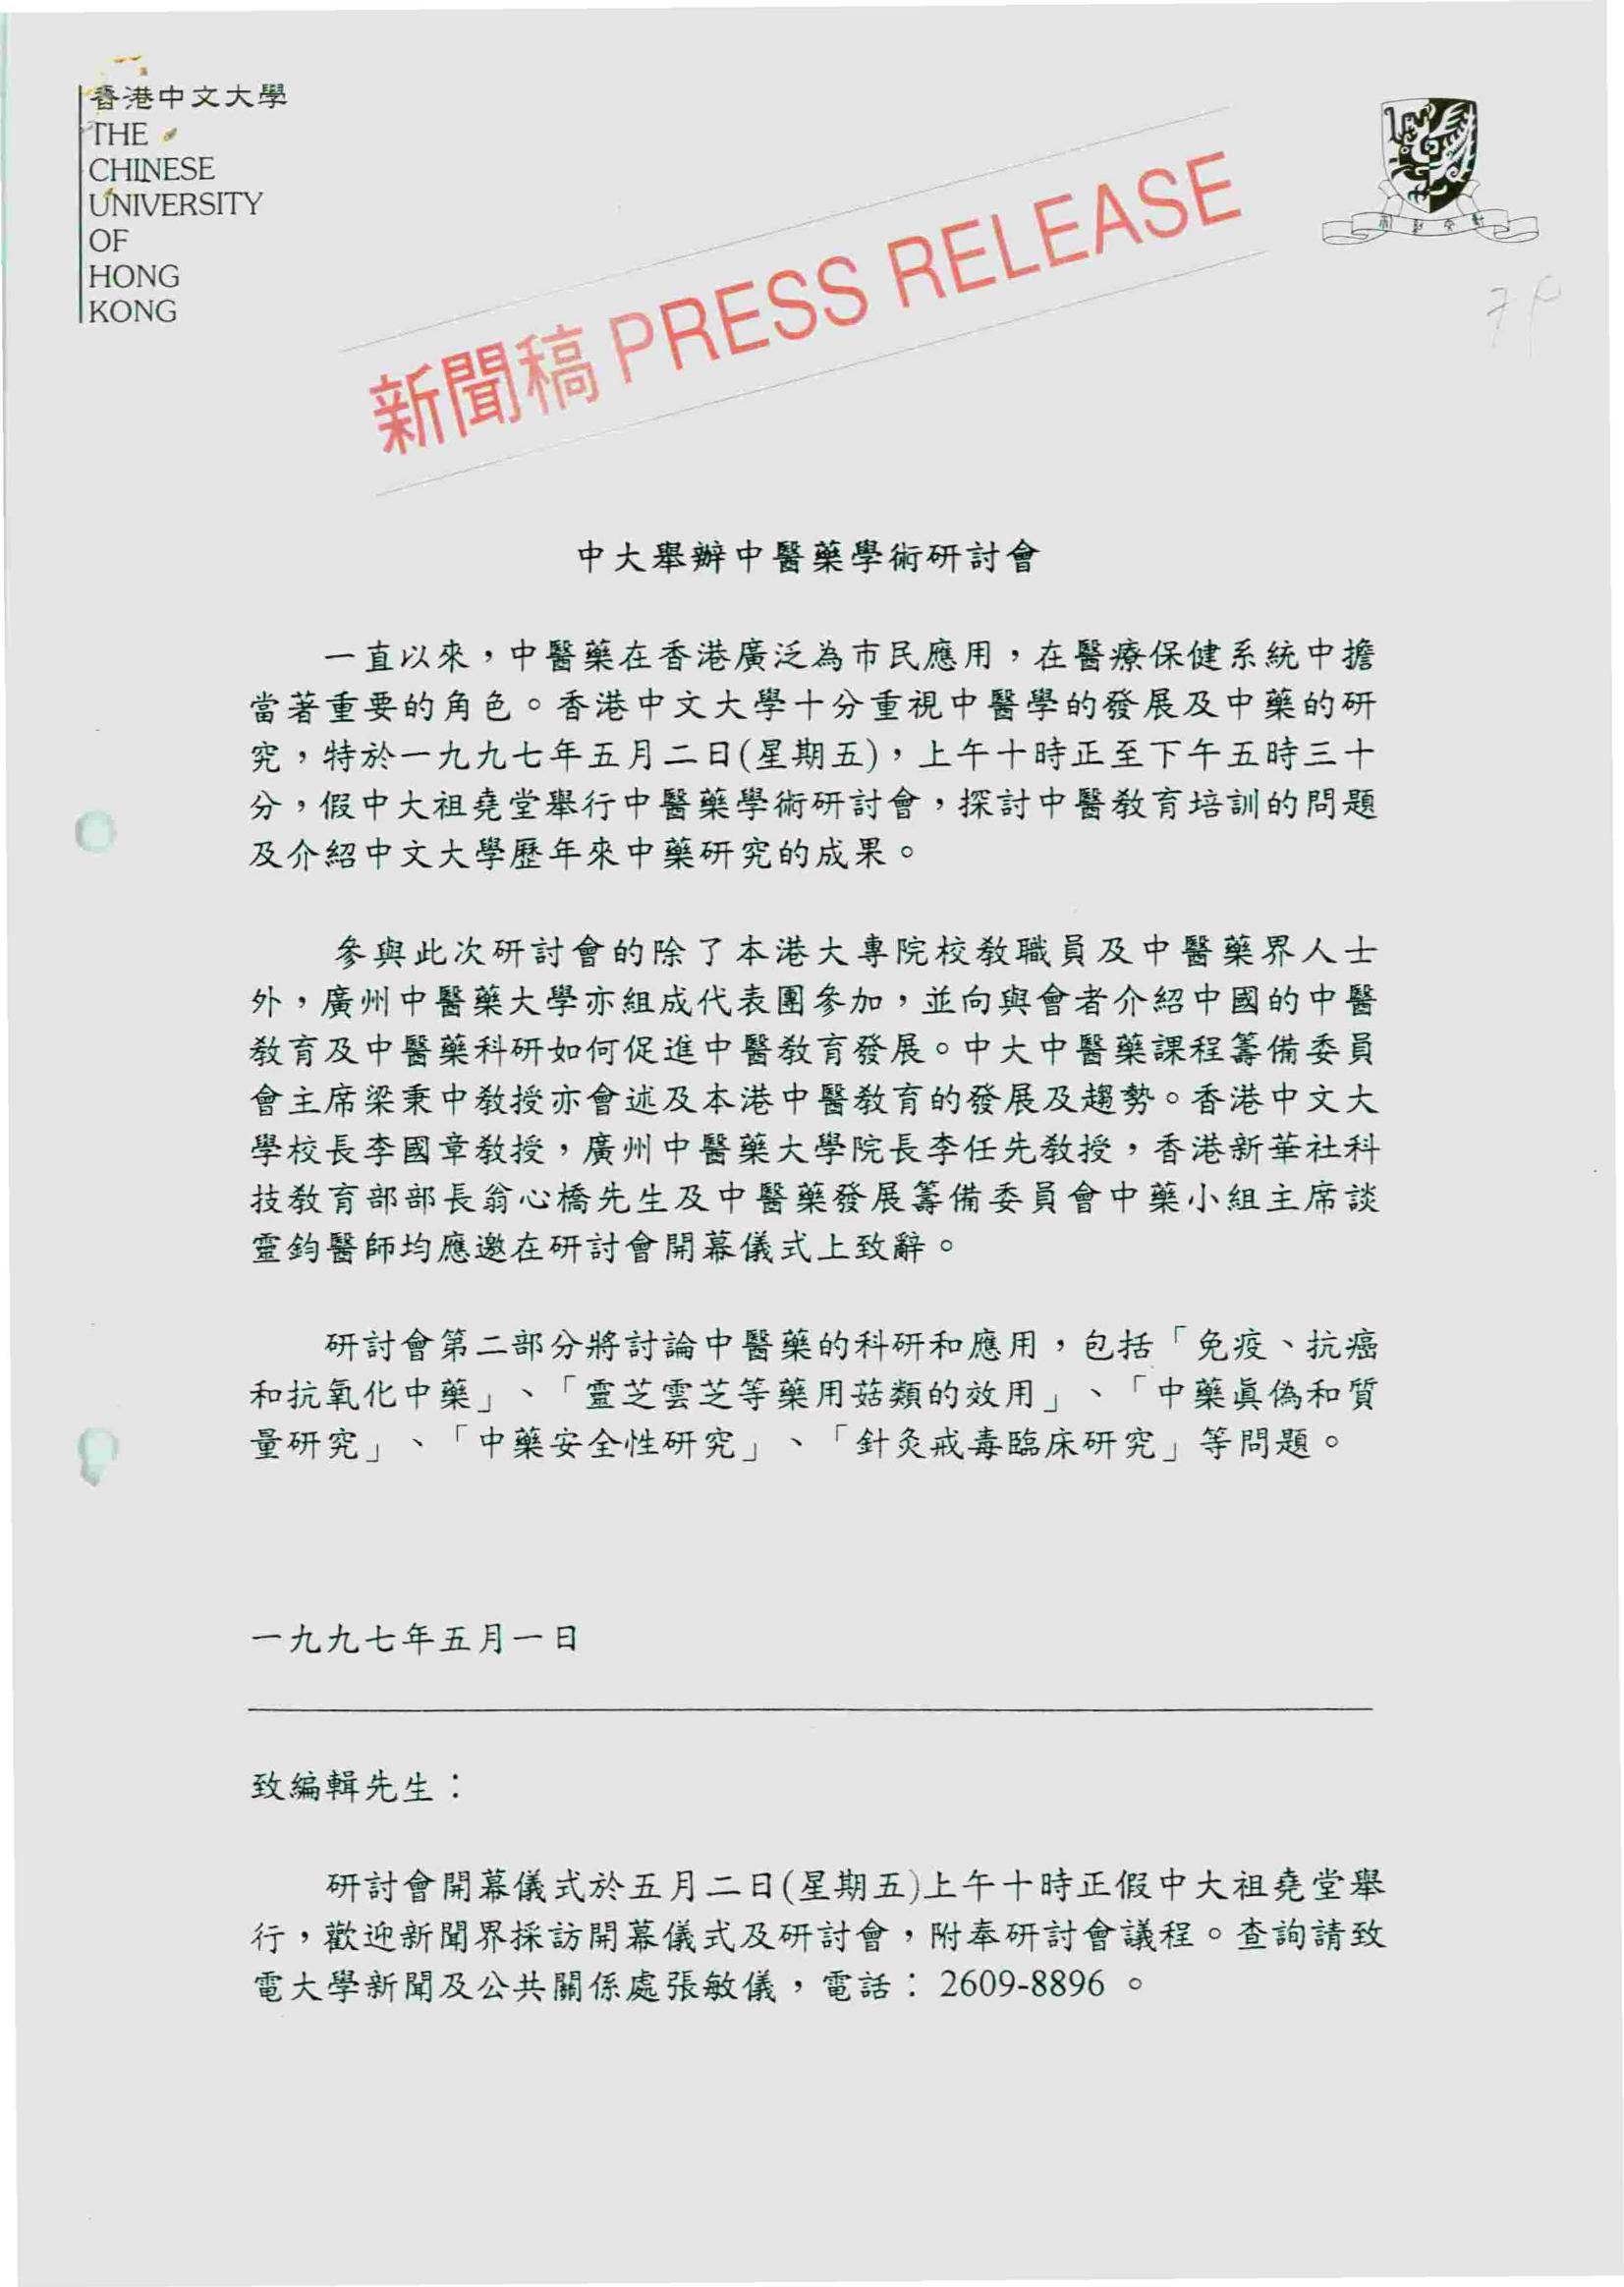 香港中文大學
THE
CHINESE
UNIVERSITY
OF
HONG
KONG
新聞稿 PRESS RELEASE
中大舉辦中醫藥學術研討會
一直以來，中醫藥在香港廣泛為市民應用，在醫療保健系統中擔
當著重要的角色。香港中文大學十分重視中醫學的發展及中藥的研
究，特於一九九七年五月二日(星期五)，上午十時正至下午五時三十
分，假中大祖堯堂舉行中醫藥學術研討會，探討中醫教育培訓的問題
及介紹中文大學歷年來中藥研究的成果。
參與此次研討會的除了本港大專院校教職員及中醫藥界人士
外，廣州中醫藥大學亦組成代表團參加，並向與會者介紹中國的中醫
教育及中醫藥科研如何促進中醫教育發展。中大中醫藥課程籌備委員
會主席梁秉中教授亦會述及本港中醫教育的發展及趨勢。香港中文大
學校長李國章教授，廣州中醫藥大學院長李任先教授，香港新華社科
技教育部部長翁心橋先生及中醫藥發展籌備委員會中藥小組主席談
靈鈞醫師均應邀在研討會開幕儀式上致辭。
研討會第二部分將討論中醫藥的科研和應用，包括「免疫、抗癌
和抗氧化中藥」、「靈芝雲芝等藥用菇類的效用」、「中藥眞偽和質
量研究」、「中藥安全性研究」、「針灸戒毒臨床研究」等問題。
一九九七年五月一日
致編輯先生：
研討會開幕儀式於五月二日(星期五)上午十時正假中大祖堯堂舉
行，歡迎新聞界採訪開幕儀式及研討會，附奉研討會議程。查詢請致
電大學新聞及公共關係處張敏儀，電話：2609-8896。